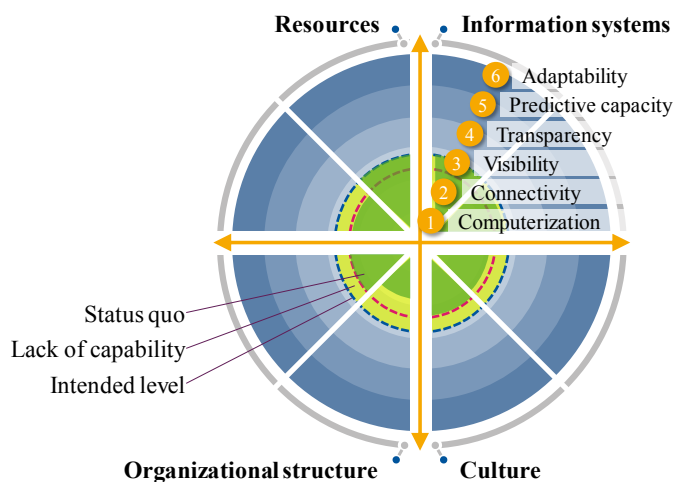 Resources
Information systems
6 Adaptability
5 Predictive capacity
4 Transparency
3 Visibility
2 Connectivity
1 Computerization
Status quo
Lack of capability
Intended level
Organizational structure
Culture